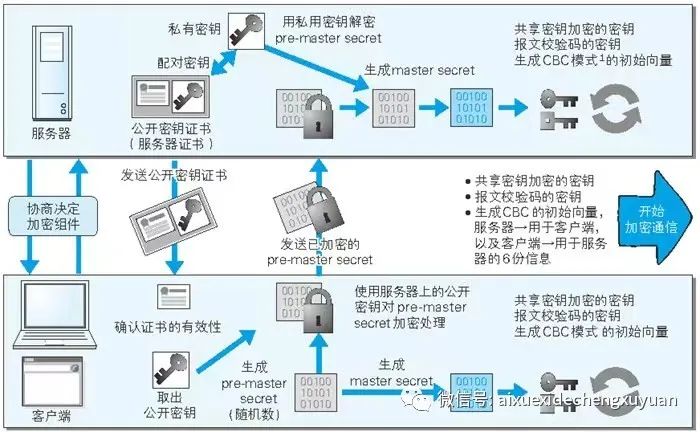 私有密钥
用私用密钥解密
pre-master secret
共享密钥加密的密钥
报文校验码的密钥
生成CBC模式¹的初始向量
配对密钥
生成master secret
00100
10101
01010
00100
10101
01010
00100
10101
01010
服务器
公开密钥证书
(服务器证书)
发送公开密钥证书
协商决定
加密组件
00100
10101
01010
发送已加密的
pre-master secret
•共享密钥加密的密钥
•报文校验码的密钥
•生成CBC的初始向量,
服务器→用于客户端,
以及客户端→用于服务
器的6份信息
开始
加密通信
确认证书的有效性
00100
10101
01010
使用服务器上的公开
密钥对pre-master
secret加密处理
共享密钥加密的密钥
报文校验码的密钥
生成CBC模式的初始向量
取出
公开密钥
生成
pre-master
secret
(随机数)
00100
10101
01010
生成
master secret
00100
10101
客户端
微信号: aixuexidechengxuyuan